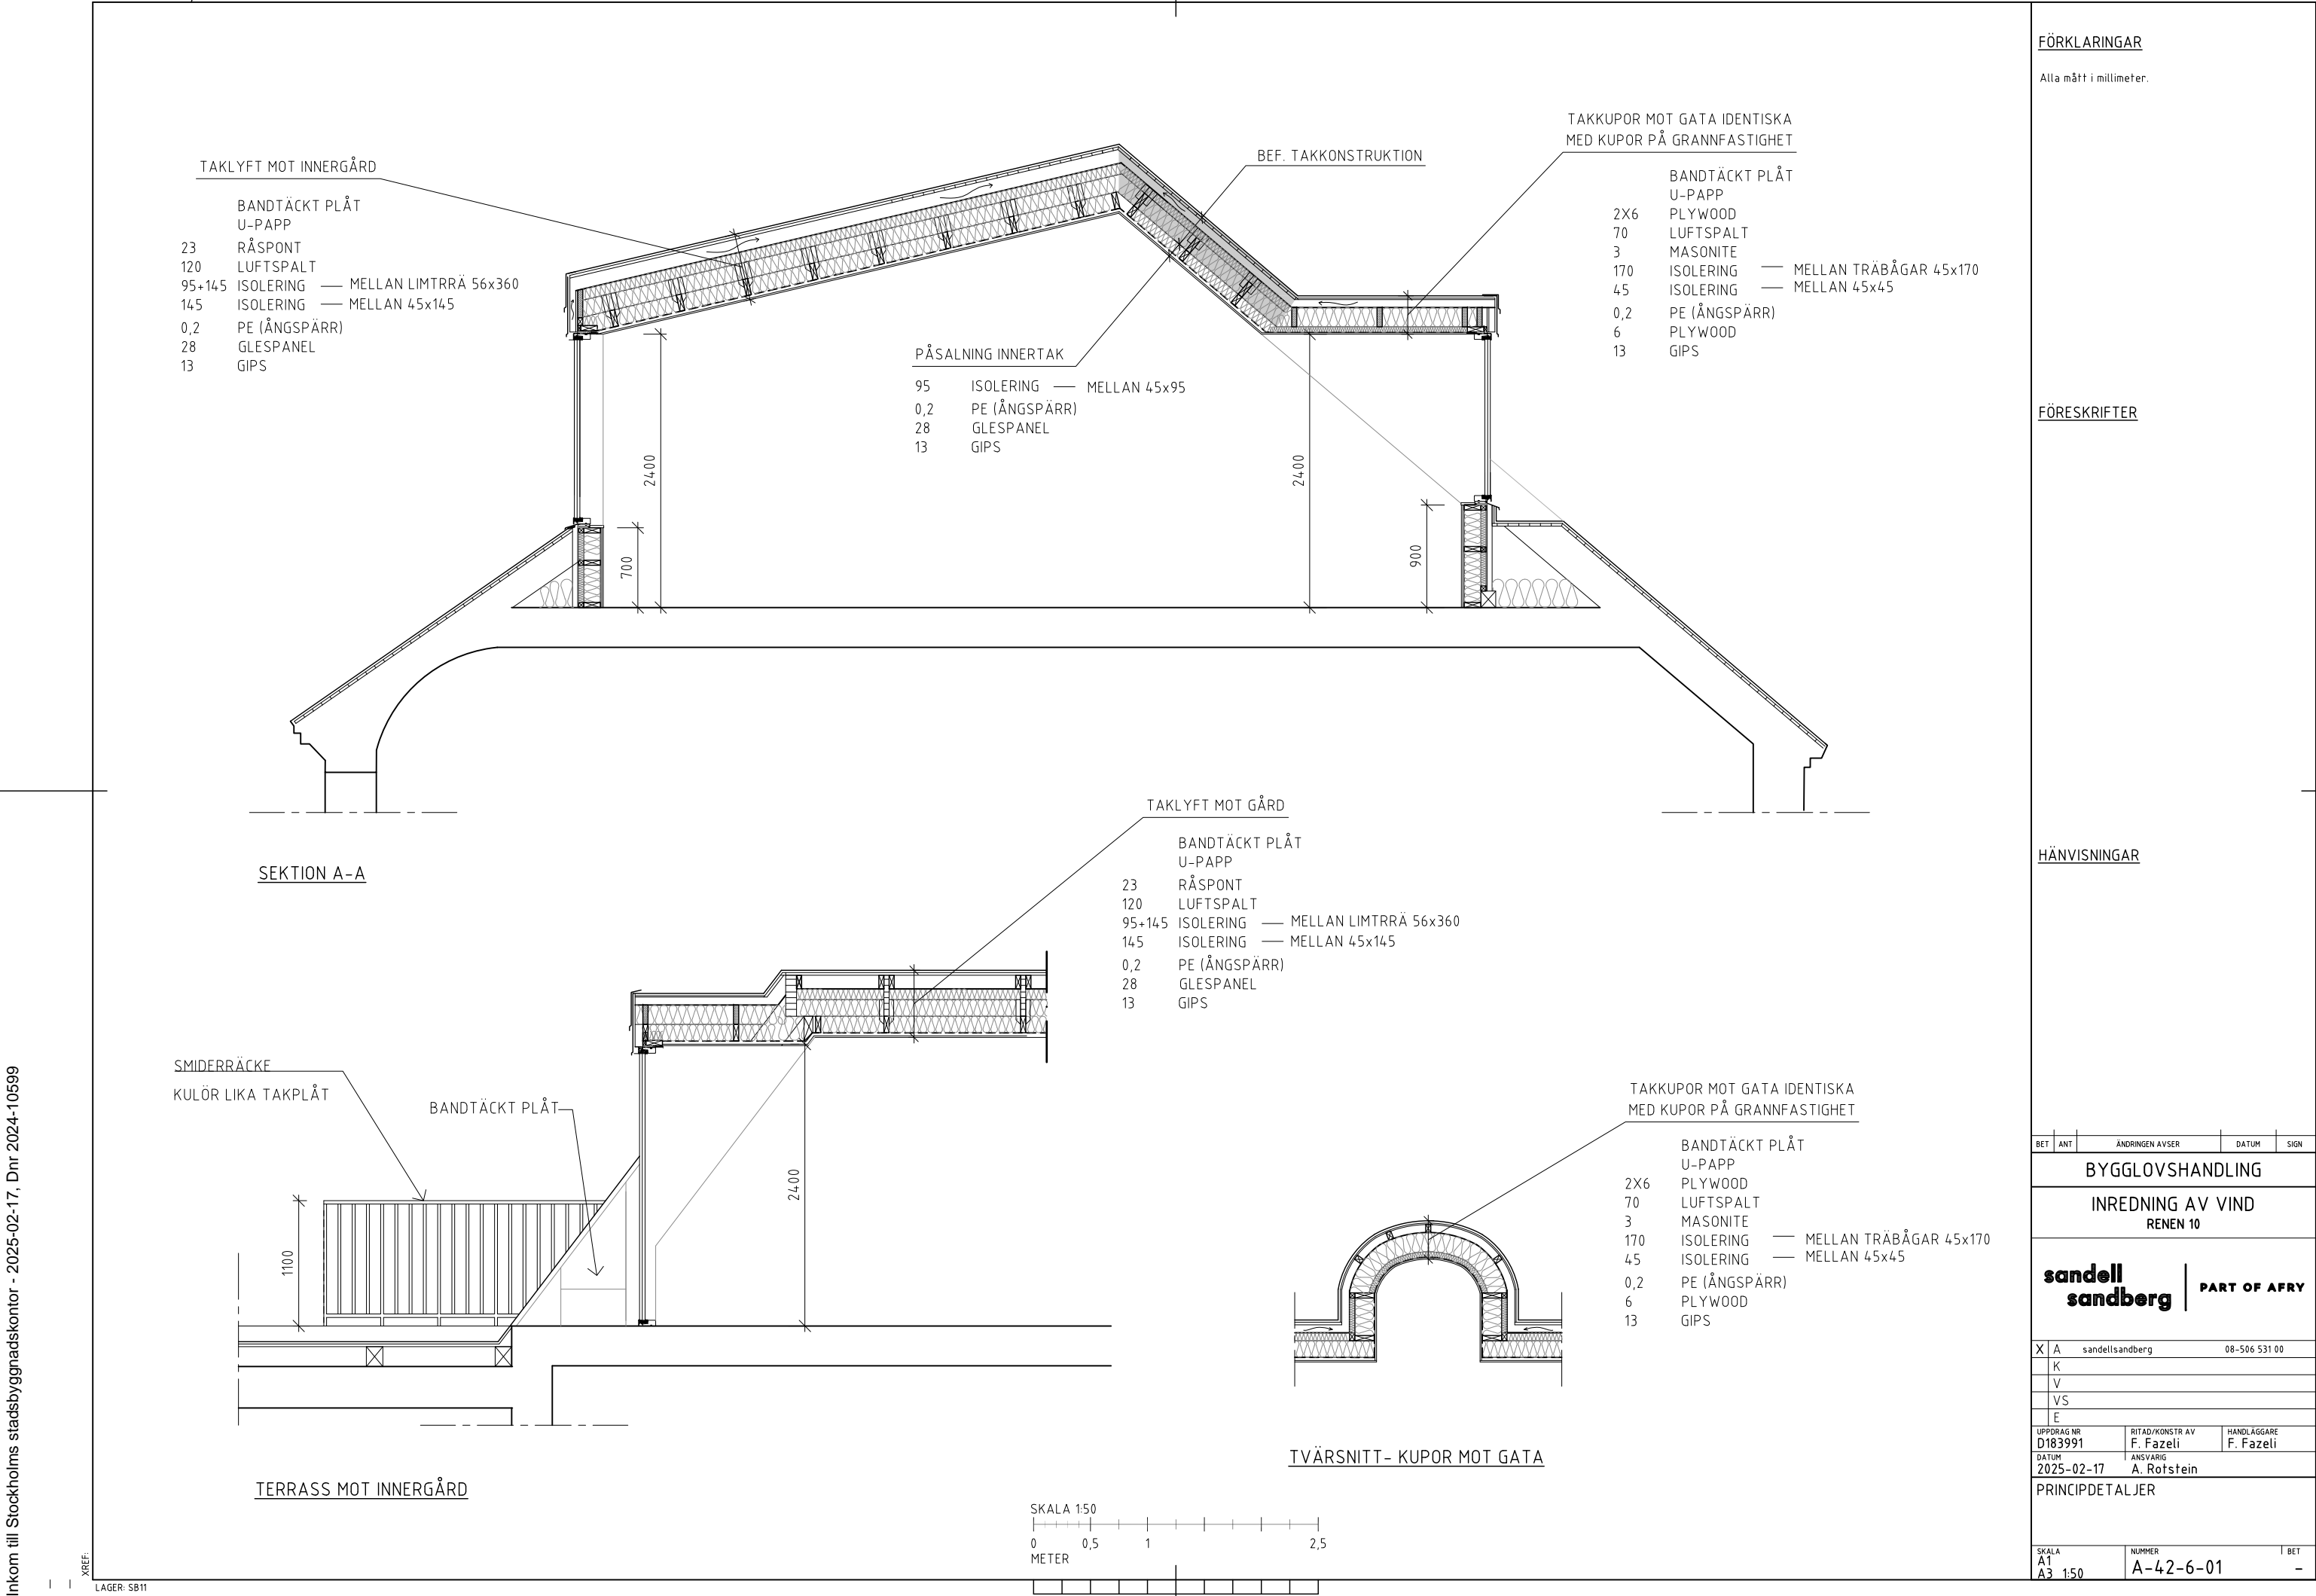 TAKLYFT MOT INNERGÅRD
BANDTÄCKT PLÅT
U-PAPP
23 RÅSPONT
120 LUFTSPALT
95+145 ISOLERING — MELLAN LIMTRRÄ 56x360
145 ISOLERING — MELLAN 45x145
0,2 PE (ÅNGSPÄRR)
28 GLESPANEL
13 GIPS
BEF. TAKKONSTRUKTION
TAKKUPOR MOT GATA IDENTISKA
MED KUPOR PÅ GRANNFASTIGHET
BANDTÄCKT PLÅT
U-PAPP
2X6 PLYWOOD
70 LUFTSPALT
3 MASONITE
170 ISOLERING — MELLAN TRÄBÅGAR 45x170
45 ISOLERING — MELLAN 45x45
0,2 PE (ÅNGSPÄRR)
6 PLYWOOD
13 GIPS
PÅSALNING INNERTAK
95 ISOLERING — MELLAN 45x95
0,2 PE (ÅNGSPÄRR)
28 GLESPANEL
13 GIPS
2400
700
2400
900
SEKTION A-A
TAKLYFT MOT GÅRD
BANDTÄCKT PLÅT
U-PAPP
23 RÅSPONT
120 LUFTSPALT
95+145 ISOLERING — MELLAN LIMTRRÄ 56x360
145 ISOLERING — MELLAN 45x145
0,2 PE (ÅNGSPÄRR)
28 GLESPANEL
13 GIPS
SMIDERRÄCKE
KULÖR LIKA TAKPLÅT
BANDTÄCKT PLÅT
1100
2400
TERRASS MOT INNERGÅRD
TAKKUPOR MOT GATA IDENTISKA
MED KUPOR PÅ GRANNFASTIGHET
BANDTÄCKT PLÅT
U-PAPP
2X6 PLYWOOD
70 LUFTSPALT
3 MASONITE
170 ISOLERING — MELLAN TRÄBÅGAR 45x170
45 ISOLERING — MELLAN 45x45
0,2 PE (ÅNGSPÄRR)
6 PLYWOOD
13 GIPS
TVÄRSNITT- KUPOR MOT GATA
SKALA 1:50
0 0,5 1 2,5
METER
Inkom till Stockholms stadsbyggnadskontor - 2025-02-17, Dnr 2024-10599
XREF:
LAGER: SB11
FÖRKLARINGAR
Alla mått i millimeter.
FÖRESKRIFTER
HÄNVISNINGAR
BET ANT ÄNDRINGEN AVSER DATUM SIGN
BYGGLOVSHANDLING
INREDNING AV VIND
RENEN 10
sandell
sandberg
PART OF AFRY
X A sandellsandberg 08-506 531 00
K
V
VS
E
UPPDRAG NR RITAD/KONSTR AV HANDLÄGGARE
D183991 F. Fazeli F. Fazeli
DATUM ANSVARIG
2025-02-17 A. Rotstein
PRINCIPDETALJER
SKALA NUMMER BET
A1
A3 1:50 A-42-6-01 -